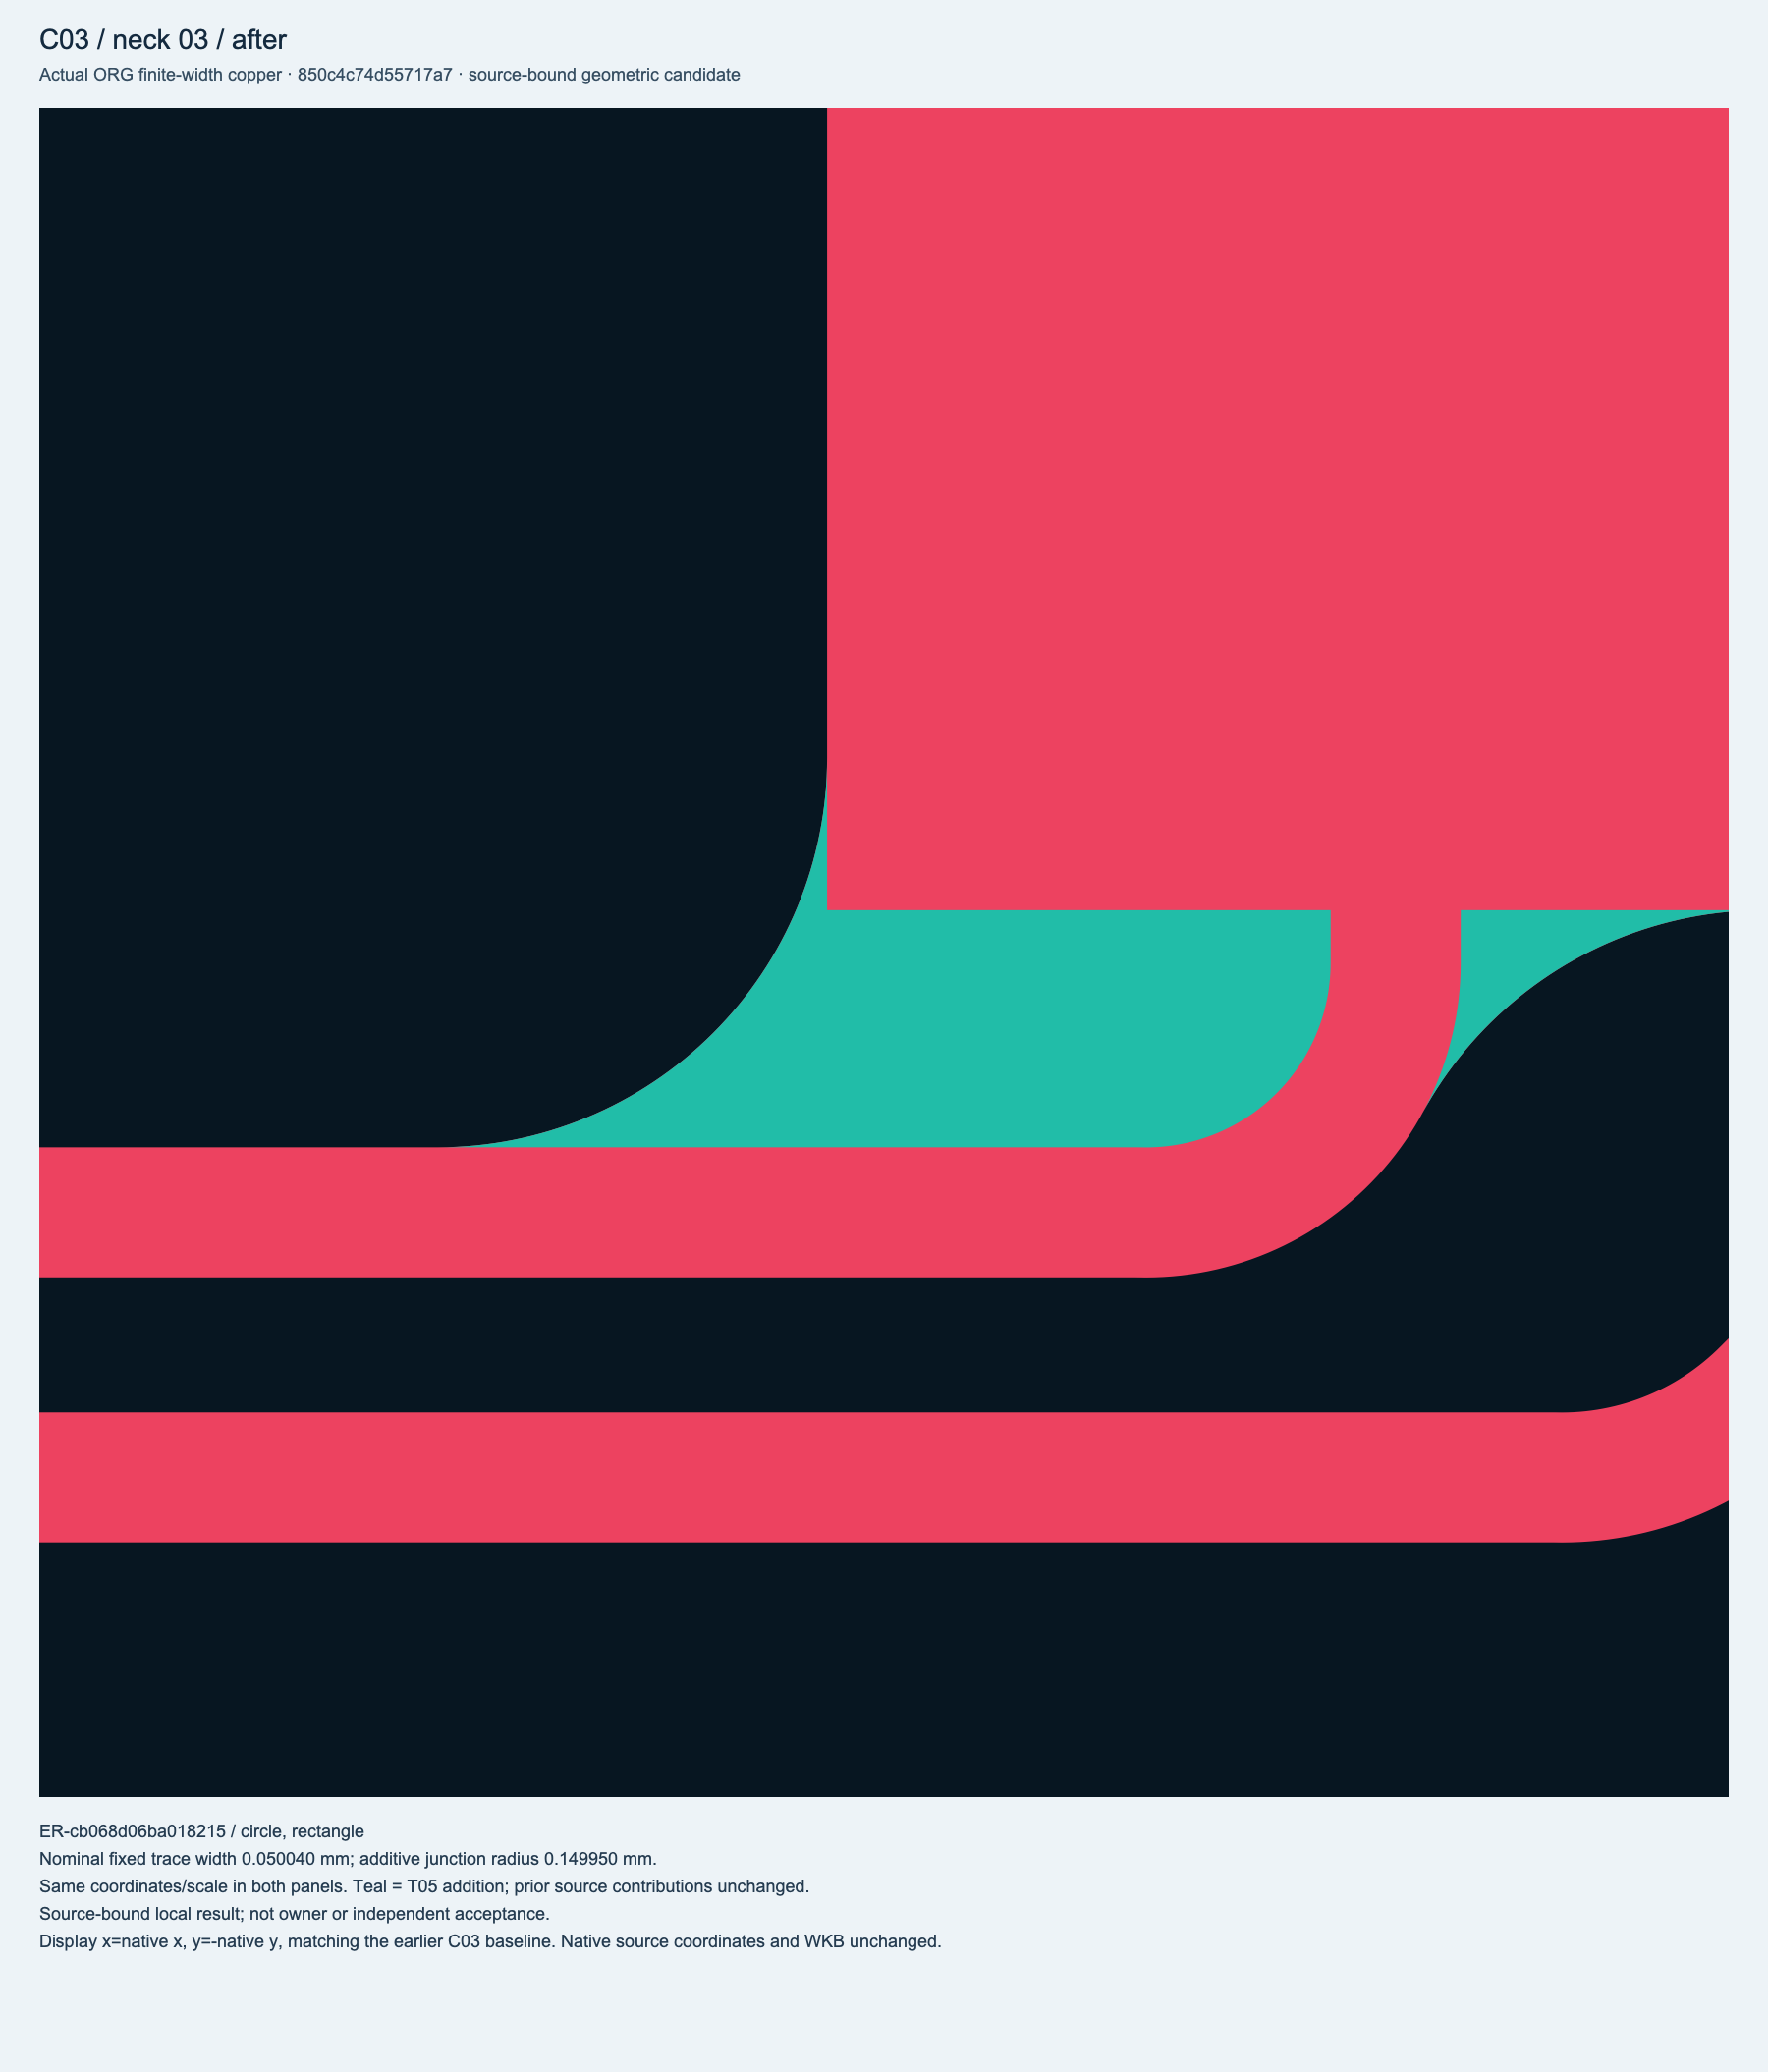 C03 / neck 03 / after
Actual ORG finite-width copper · 850c4c74d55717a7 · source-bound geometric candidate
ER-cb068d06ba018215 / circle, rectangle
Nominal fixed trace width 0.050040 mm; additive junction radius 0.149950 mm.
Same coordinates/scale in both panels. Teal = T05 addition; prior source contributions unchanged.
Source-bound local result; not owner or independent acceptance.
Display x=native x, y=-native y, matching the earlier C03 baseline. Native source coordinates and WKB unchanged.